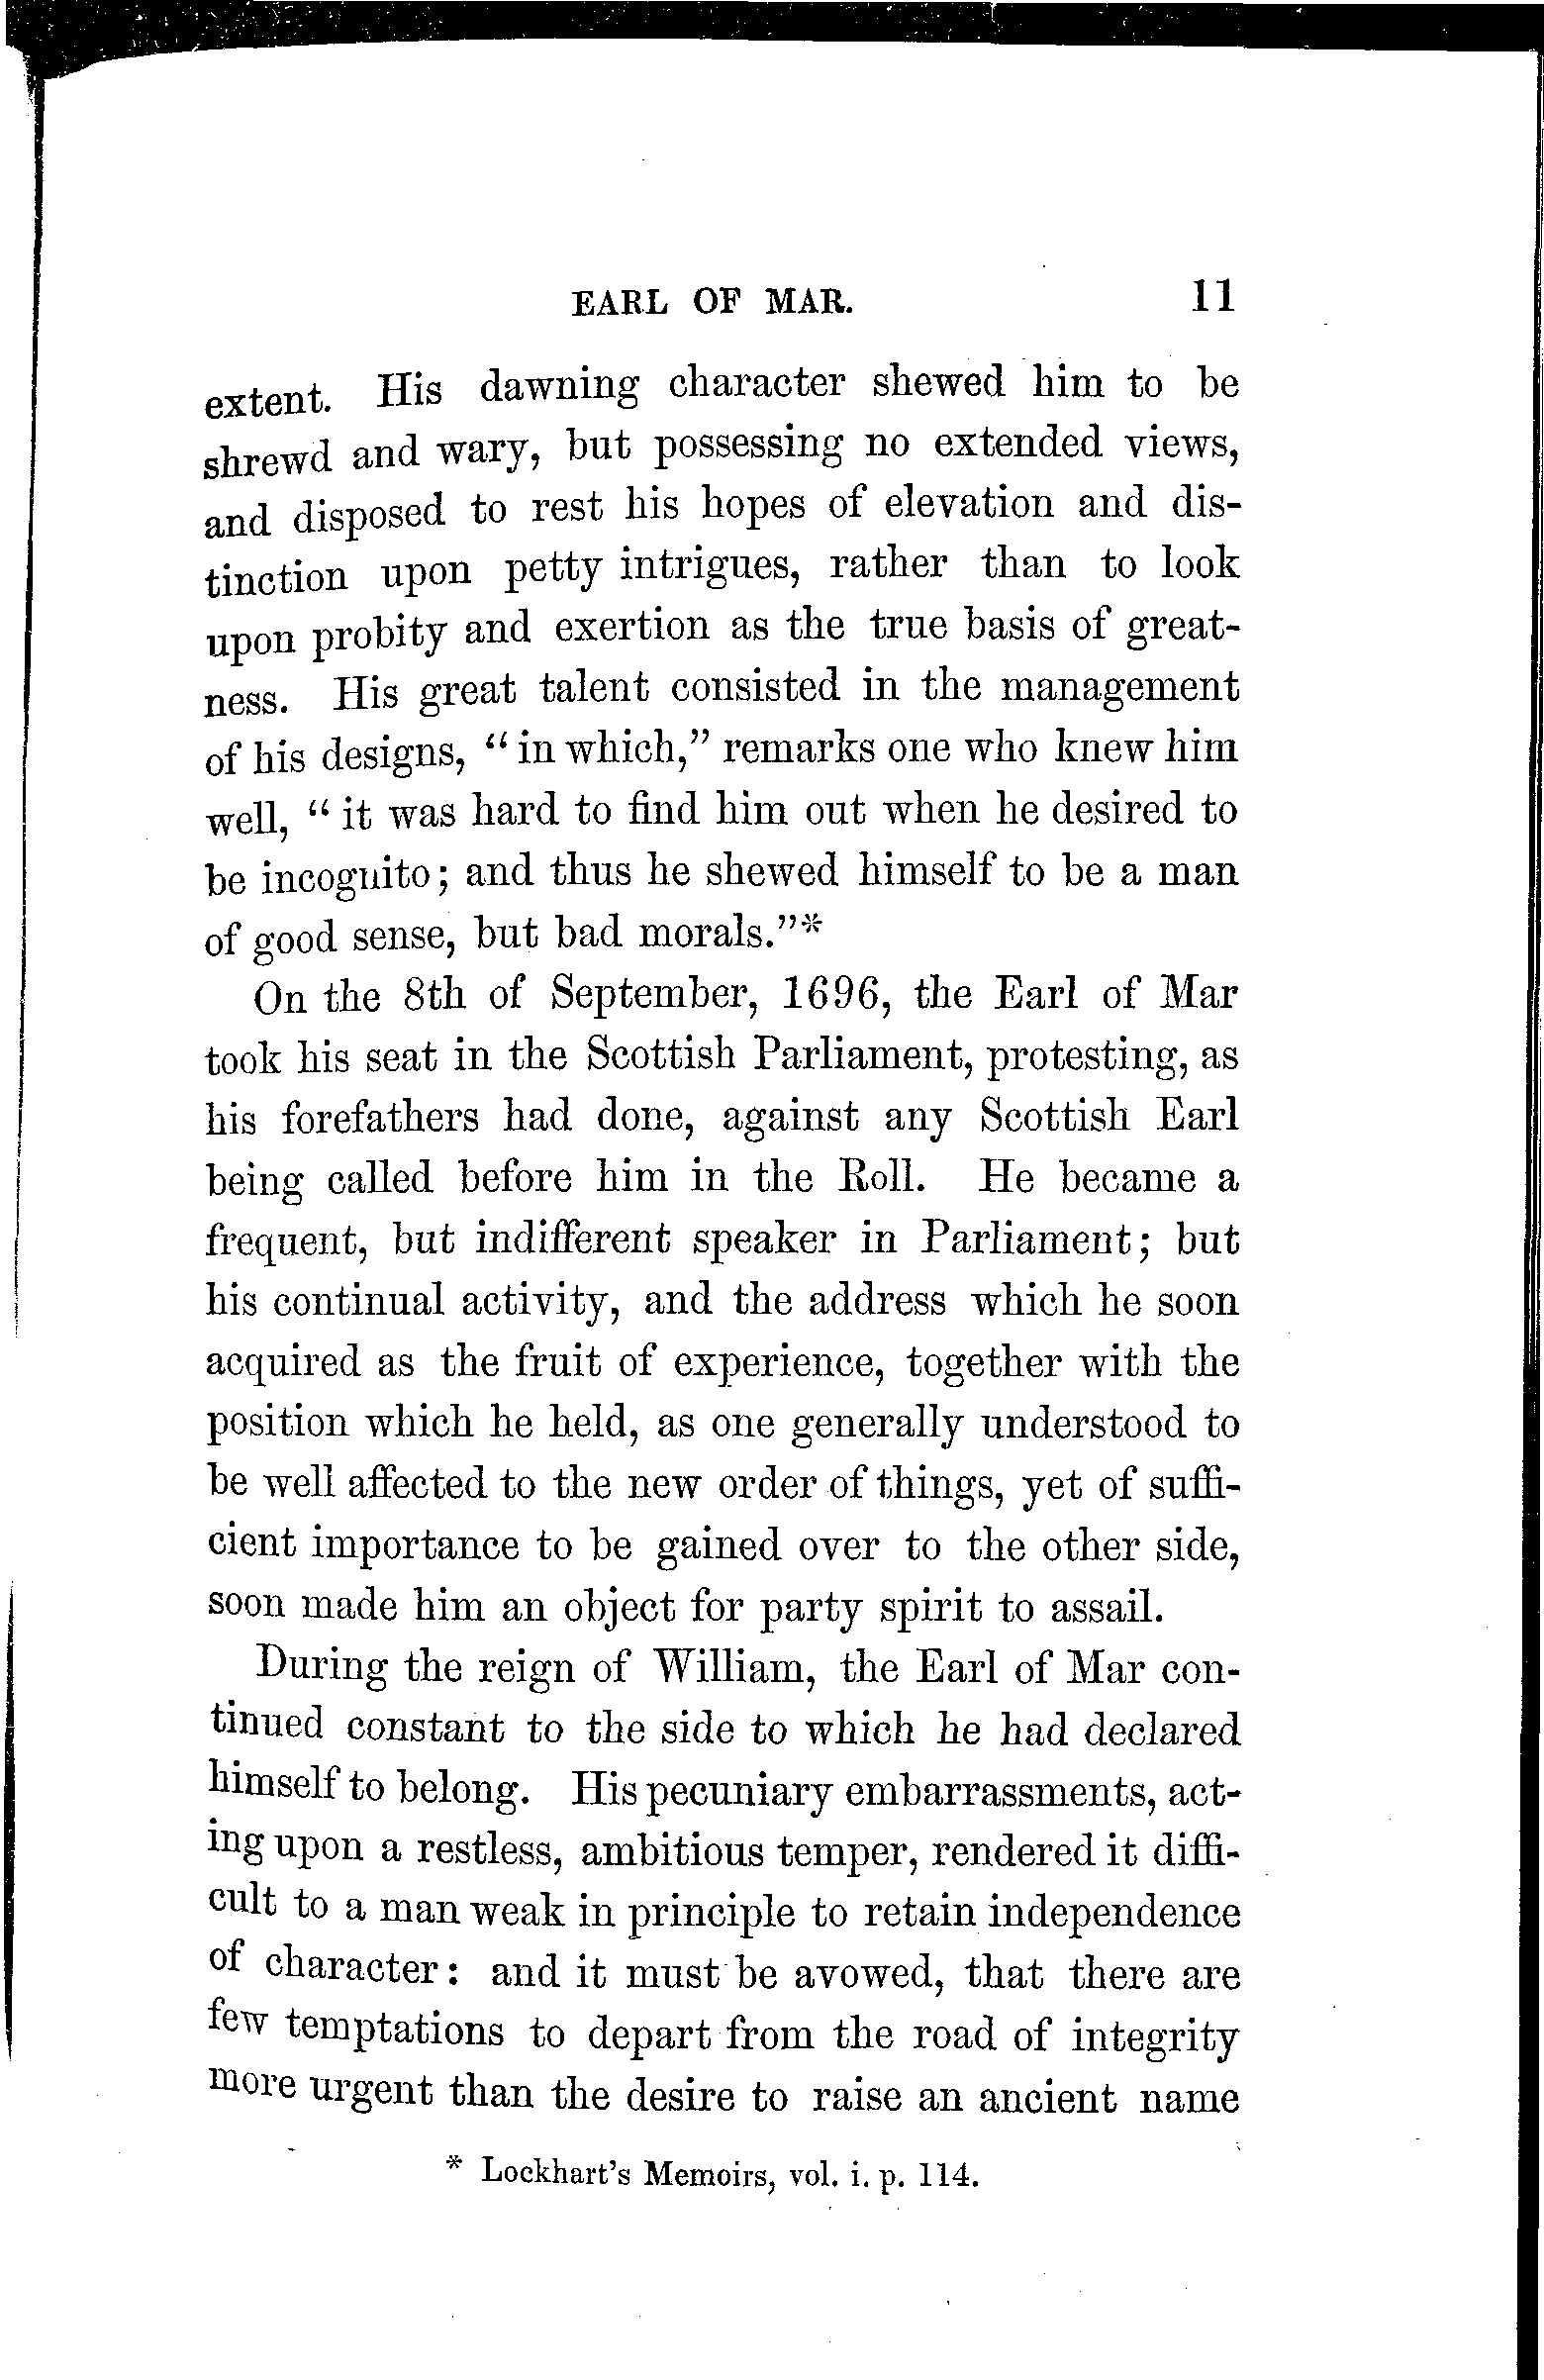 EARL OF MAR. 11
extent. His dawning character shewed him to be
shrewd and wary, but possessing no extended views,
and disposed to rest his hopes of elevation and dis-
tinction upon petty intrigues, rather than to look
upon probity and exertion as the true basis of great-
ness. His great talent consisted in the management
of his designs, “in which,” remarks one who knew him
well, “it was hard to find him out when he desired to
be incognito; and thus he shewed himself to be a man
of good sense, but bad morals.”*
On the 8th of September, 1696, the Earl of Mar
took his seat in the Scottish Parliament, protesting, as
his forefathers had done, against any Scottish Earl
being called before him in the Roll. He became a
frequent, but indifferent speaker in Parliament; but
his continual activity, and the address which he soon
acquired as the fruit of experience, together with the
position which he held, as one generally understood to
be well affected to the new order of things, yet of suffi-
cient importance to be gained over to the other side,
soon made him an object for party spirit to assail.
During the reign of William, the Earl of Mar con-
tinued constant to the side to which he had declared
himself to belong. His pecuniary embarrassments, act-
ing upon a restless, ambitious temper, rendered it diffi-
cult to a man weak in principle to retain independence
of character: and it must be avowed, that there are
few temptations to depart from the road of integrity
more urgent than the desire to raise an ancient name
* Lockhart's Memoirs, vol. i. p. 114.